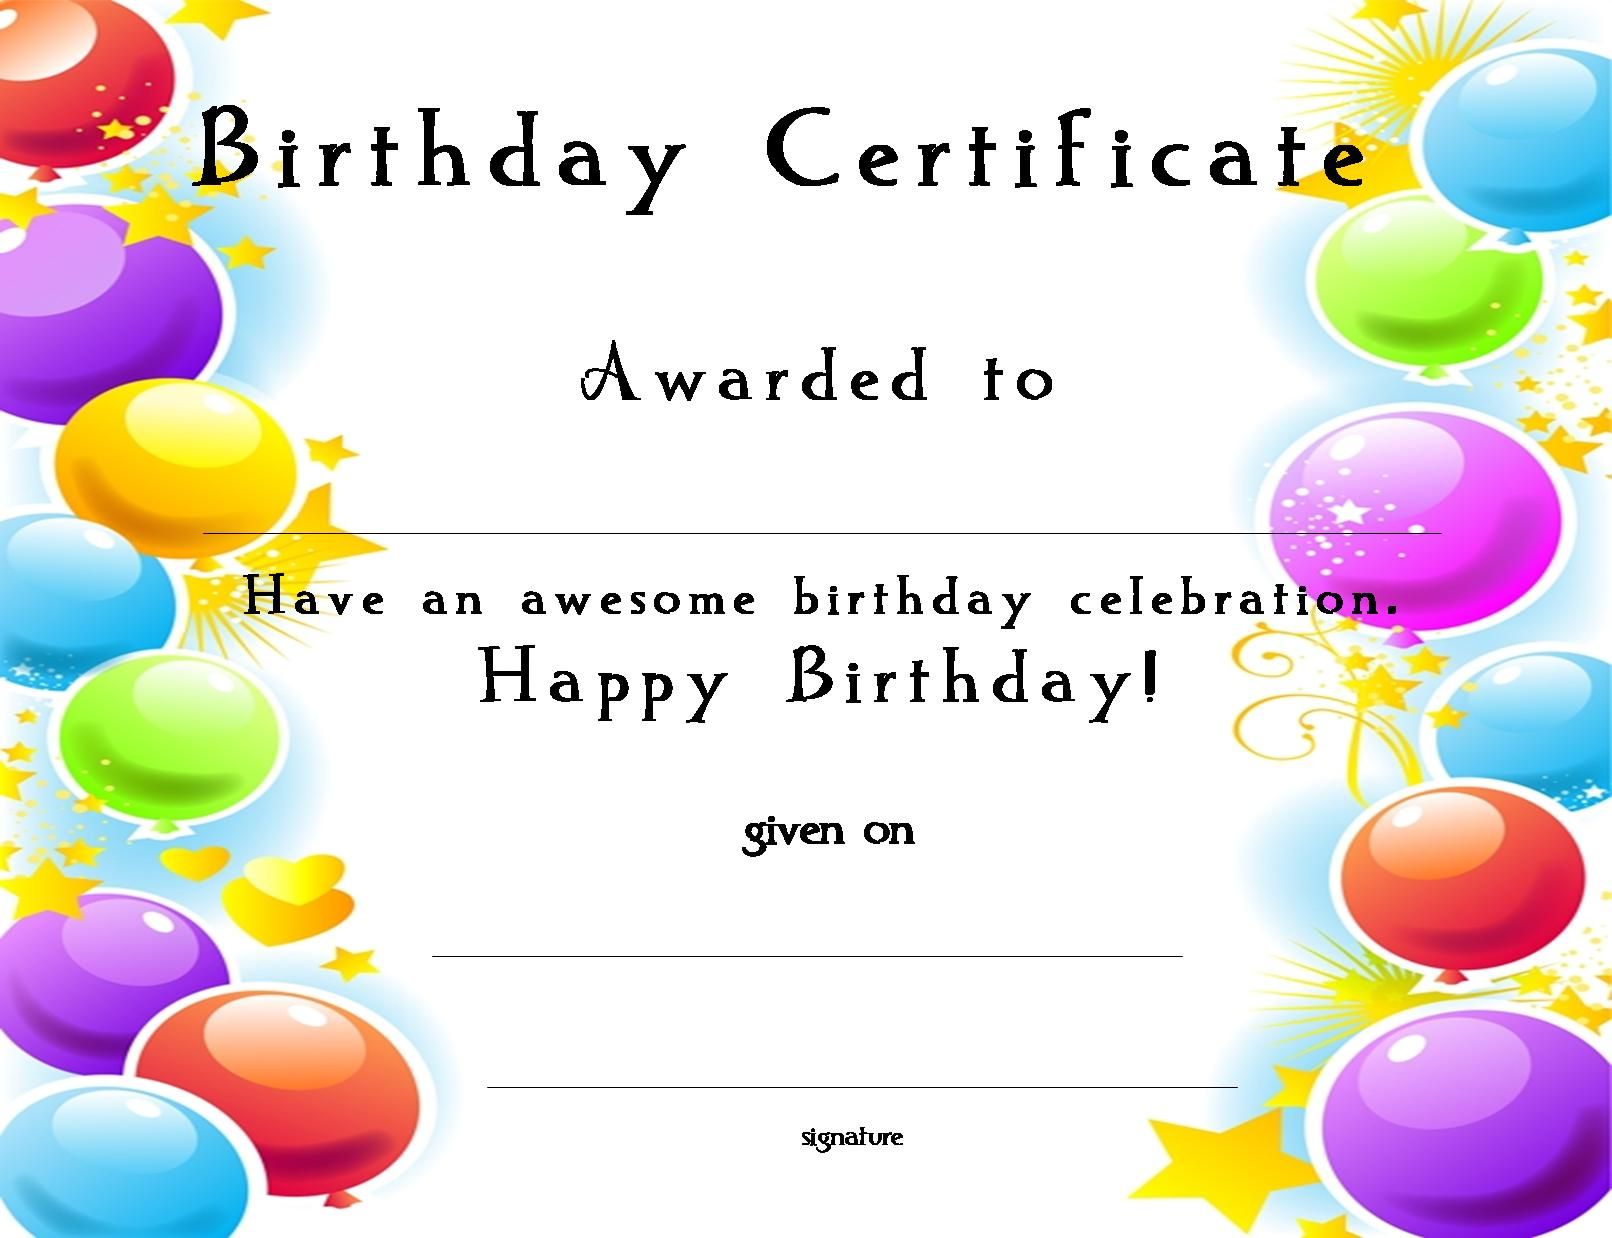 Birthday Certificate
Awarded to
Have an awesome birthday celebration.
Happy Birthday!
given on
signature